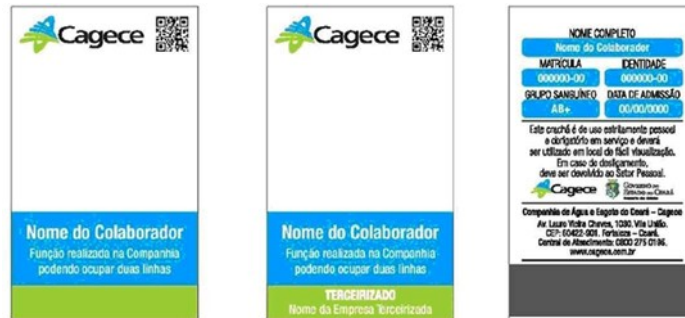 Cagece
Nome do Colaborador
Função realizada na Companhia
podendo ocupar duas linhas
Cagece
Nome do Colaborador
Função realizada na Companhia
podendo ocupar duas linhas
TERCEIRIZADO
Nome da Empresa Terceirizada
NOME COMPLETO
Nome do Colaborador
MATRÍCULA IDENTIDADE
000000-00 000000-00
GRUPO SANGUÍNEO DATA DE ADMISSÃO
AB+ 00/00/0000
Este crachá é de uso estritamente pessoal
e obrigatório em serviço e deverá
ser utilizado em local de fácil visualização.
Em caso de desligamento,
deve ser devolvido ao Setor Pessoal.
Cagece
GOVERNO DO
ESTADO DO CEARÁ
Companhia de Água e Esgoto do Ceará – Cagece
Av. Lauro Vieira Chaves, 1030. Vila União.
CEP: 60422-901. Fortaleza – Ceará.
Central de Atendimento: 0800 275 0195.
www.cagece.com.br